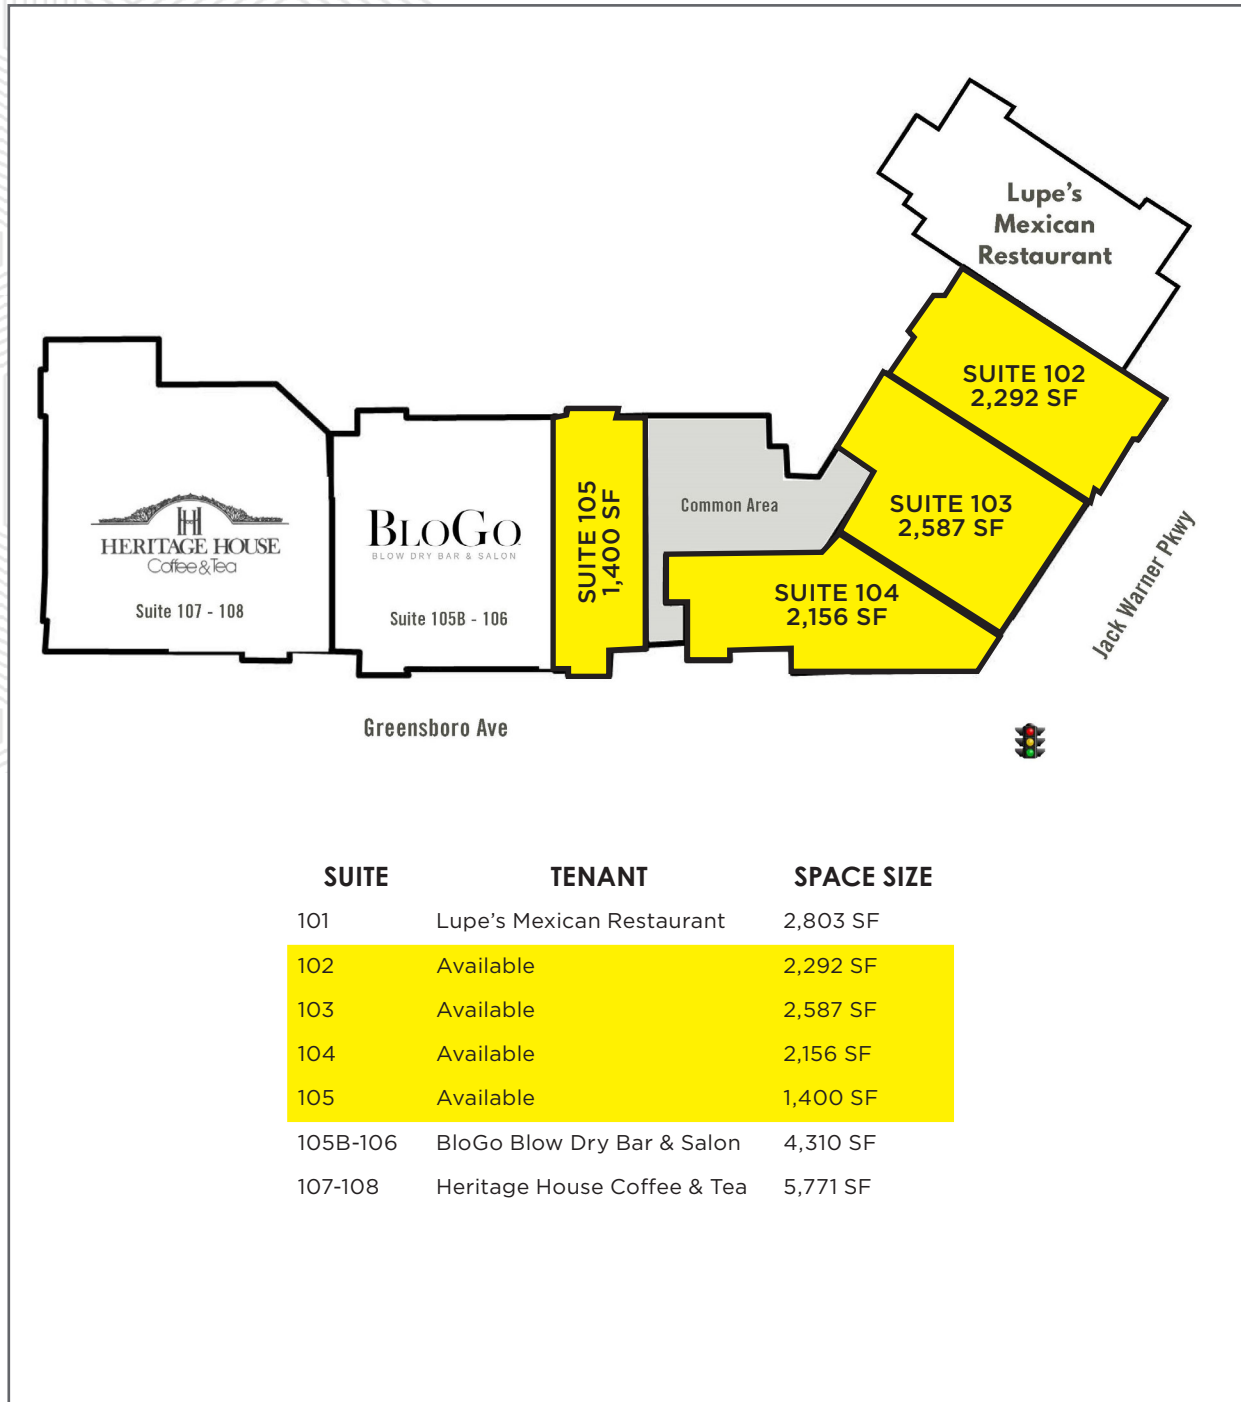 Lupe's
Mexican
Restaurant
SUITE 102
2,292 SF
SUITE 103
2,587 SF
SUITE 104
2,156 SF
SUITE 105
1,400 SF
Common Area
HH
HERITAGE HOUSE
Coffee & Tea
Suite 107 - 108
BLOGO
BLOW DRY BAR & SALON
Suite 105B - 106
Jack Warner Pkwy
Greensboro Ave
SUITE TENANT SPACE SIZE
101 Lupe's Mexican Restaurant 2,803 SF
102 Available 2,292 SF
103 Available 2,587 SF
104 Available 2,156 SF
105 Available 1,400 SF
105B-106 BloGo Blow Dry Bar & Salon 4,310 SF
107-108 Heritage House Coffee & Tea 5,771 SF